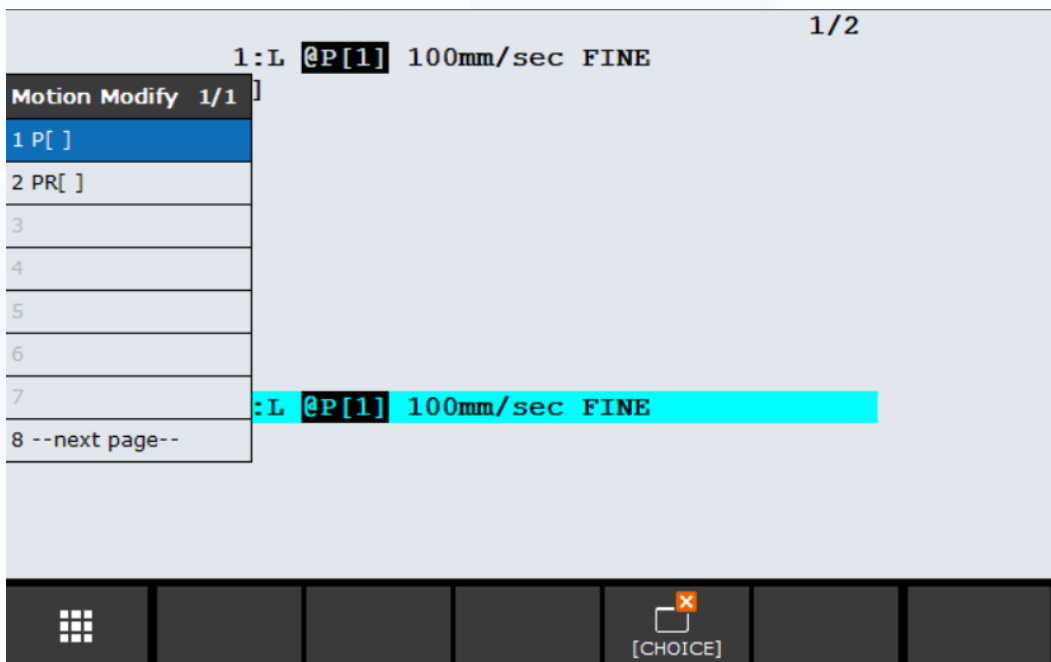 1/2
1:L @P[1] 100mm/sec FINE
]
Motion Modify 1/1
1 P[ ]
2 PR[ ]
3
4
5
6
7
:L @P[1] 100mm/sec FINE
8 --next page--
[CHOICE]